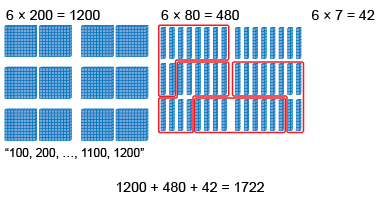 6 × 200 = 1200
6 × 80 = 480
6 × 7 = 42
“100, 200, ..., 1100, 1200”
1200 + 480 + 42 = 1722